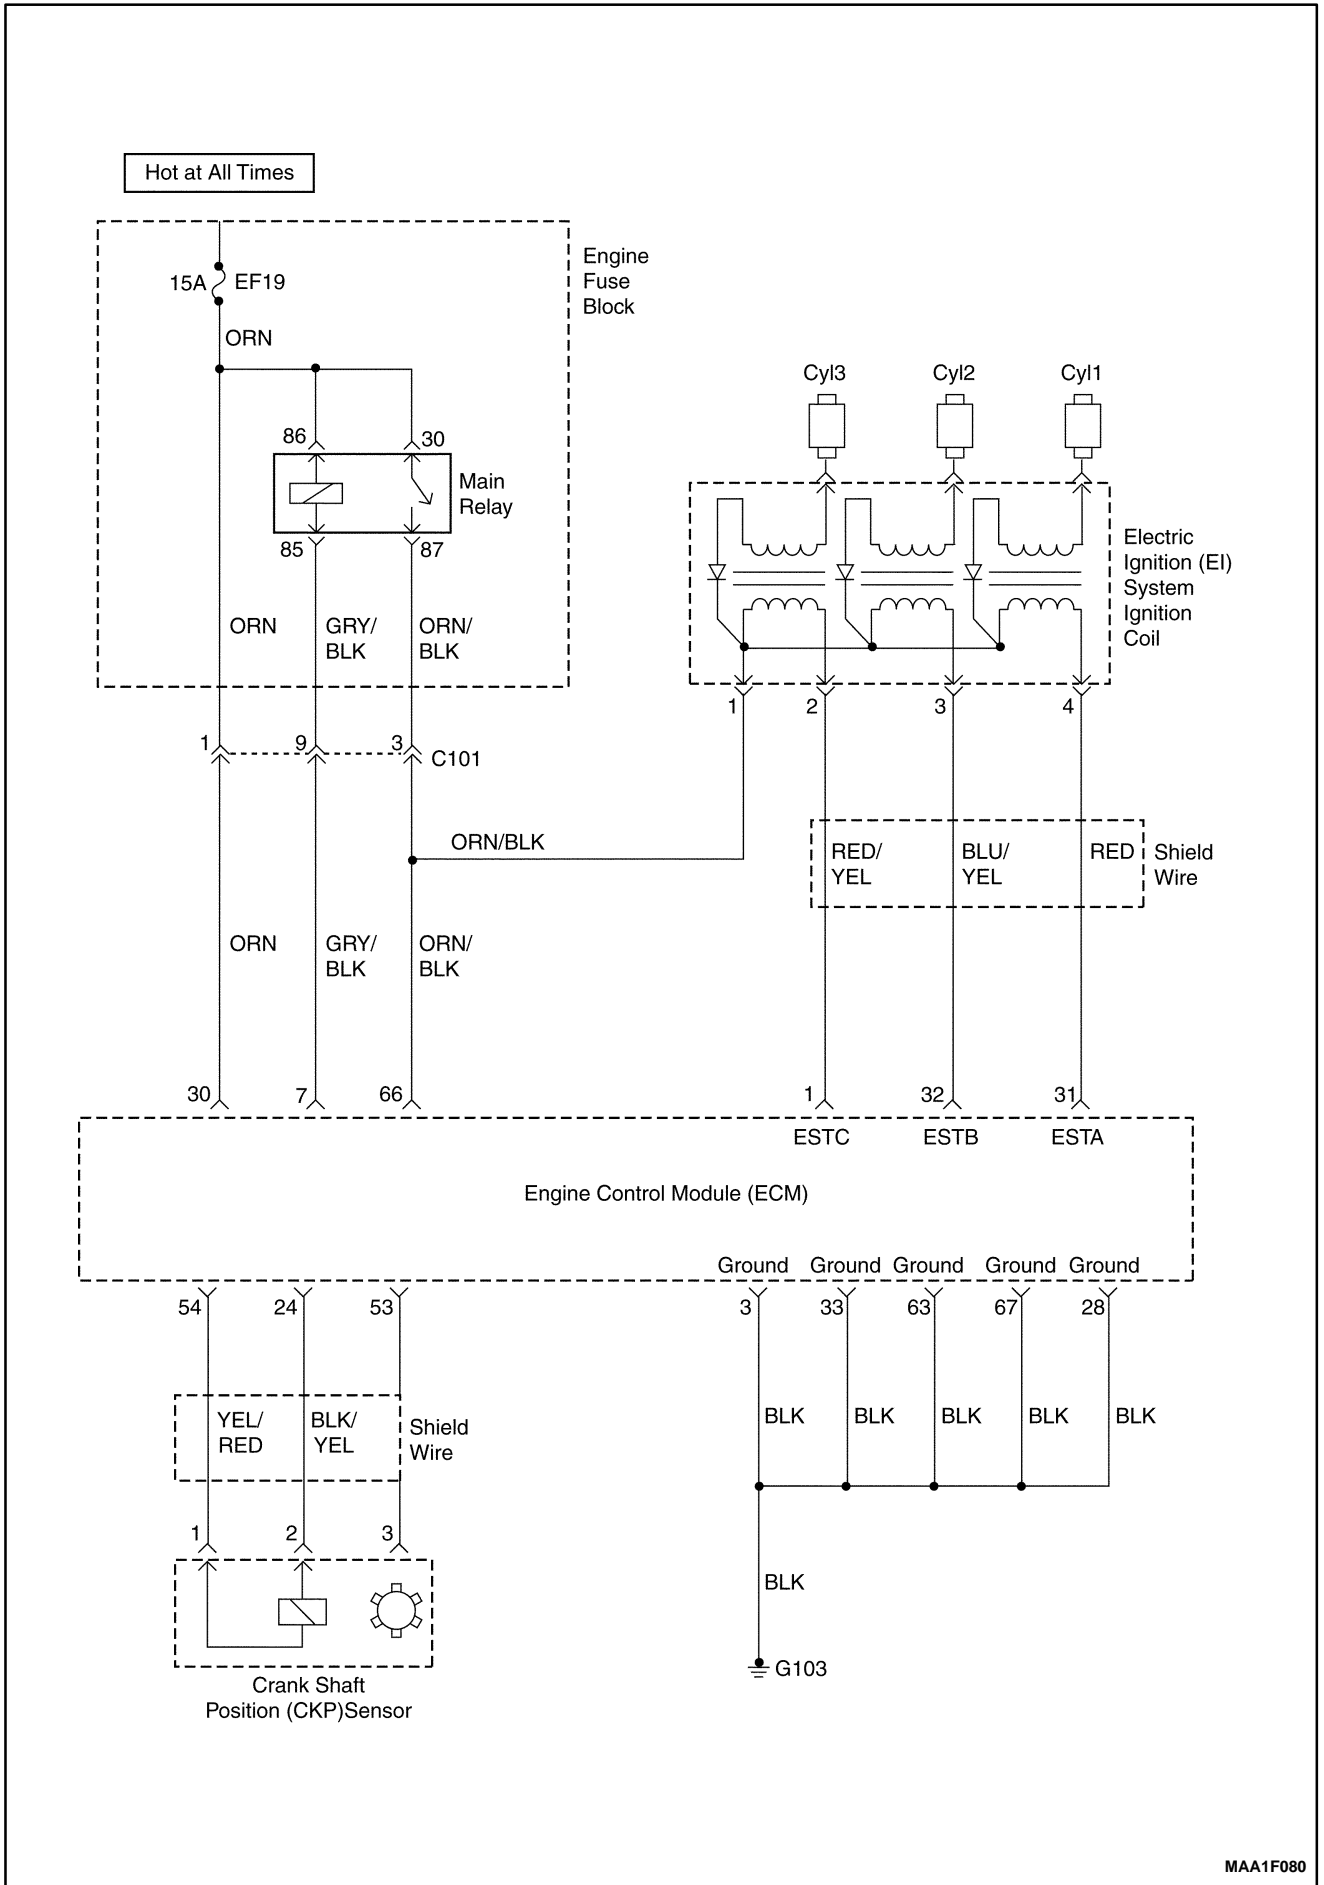 Hot at All Times
Engine
Fuse
Block
15A EF19
ORN
Cyl3 Cyl2 Cyl1
86 30
Main
Relay
85 87
Electric
Ignition (EI)
System
Ignition
Coil
ORN GRY/ ORN/
BLK BLK
1 2 3 4
1 9 3 C101
ORN/BLK
RED/ BLU/ RED Shield
YEL YEL Wire
ORN GRY/ ORN/
BLK BLK
30 7 66 1 32 31
ESTC ESTB ESTA
Engine Control Module (ECM)
Ground Ground Ground Ground Ground
54 24 53 3 33 63 67 28
YEL/ BLK/ Shield
RED YEL Wire
BLK BLK BLK BLK BLK
1 2 3
BLK
G103
Crank Shaft
Position (CKP)Sensor
MAA1F080